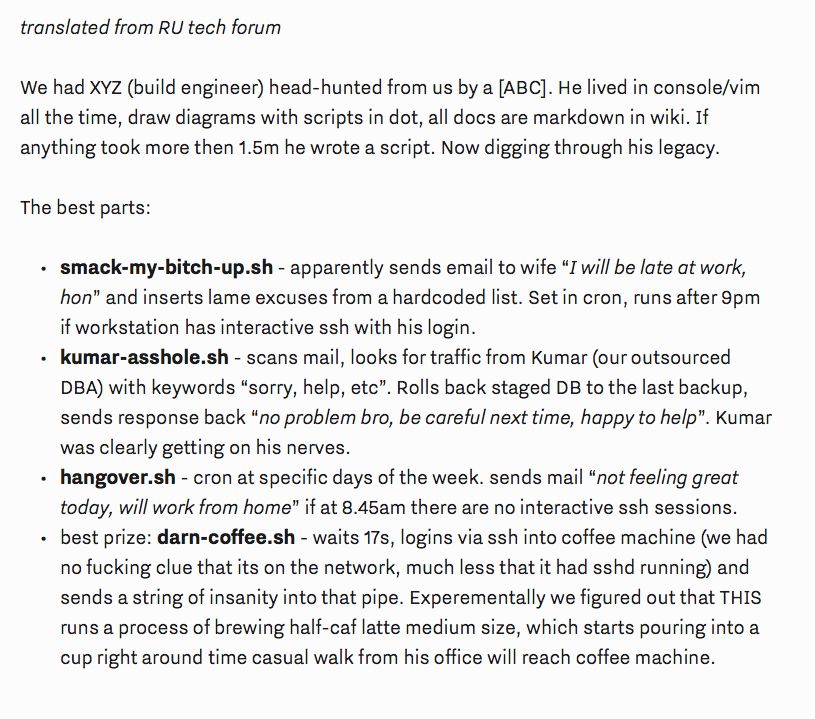 translated from RU tech forum
We had XYZ (build engineer) head-hunted from us by a [ABC]. He lived in console/vim
all the time, draw diagrams with scripts in dot, all docs are markdown in wiki. If
anything took more then 1.5m he wrote a script. Now digging through his legacy.
The best parts:
• smack-my-bitch-up.sh - apparently sends email to wife “I will be late at work,
hon” and inserts lame excuses from a hardcoded list. Set in cron, runs after 9pm
if workstation has interactive ssh with his login.
• kumar-asshole.sh - scans mail, looks for traffic from Kumar (our outsourced
DBA) with keywords “sorry, help, etc”. Rolls back staged DB to the last backup,
sends response back “no problem bro, be careful next time, happy to help”. Kumar
was clearly getting on his nerves.
• hangover.sh - cron at specific days of the week. sends mail “not feeling great
today, will work from home” if at 8.45am there are no interactive ssh sessions.
• best prize: darn-coffee.sh - waits 17s, logins via ssh into coffee machine (we had
no fucking clue that its on the network, much less that it had sshd running) and
sends a string of insanity into that pipe. Experementally we figured out that THIS
runs a process of brewing half-caf latte medium size, which starts pouring into a
cup right around time casual walk from his office will reach coffee machine.